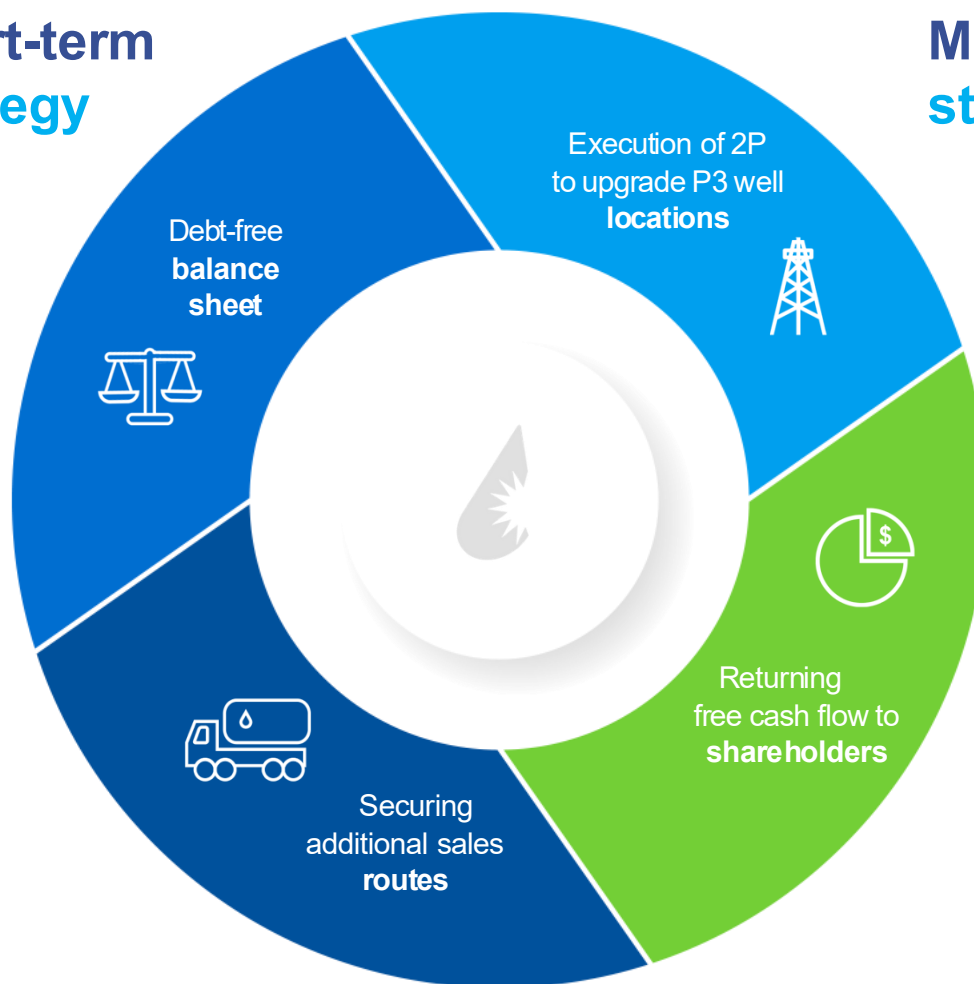 rt-term
egy
M
st
Execution of 2P
to upgrade P3 well
locations
Debt-free
balance
sheet
$
Returning
free cash flow to
shareholders
Securing
additional sales
routes